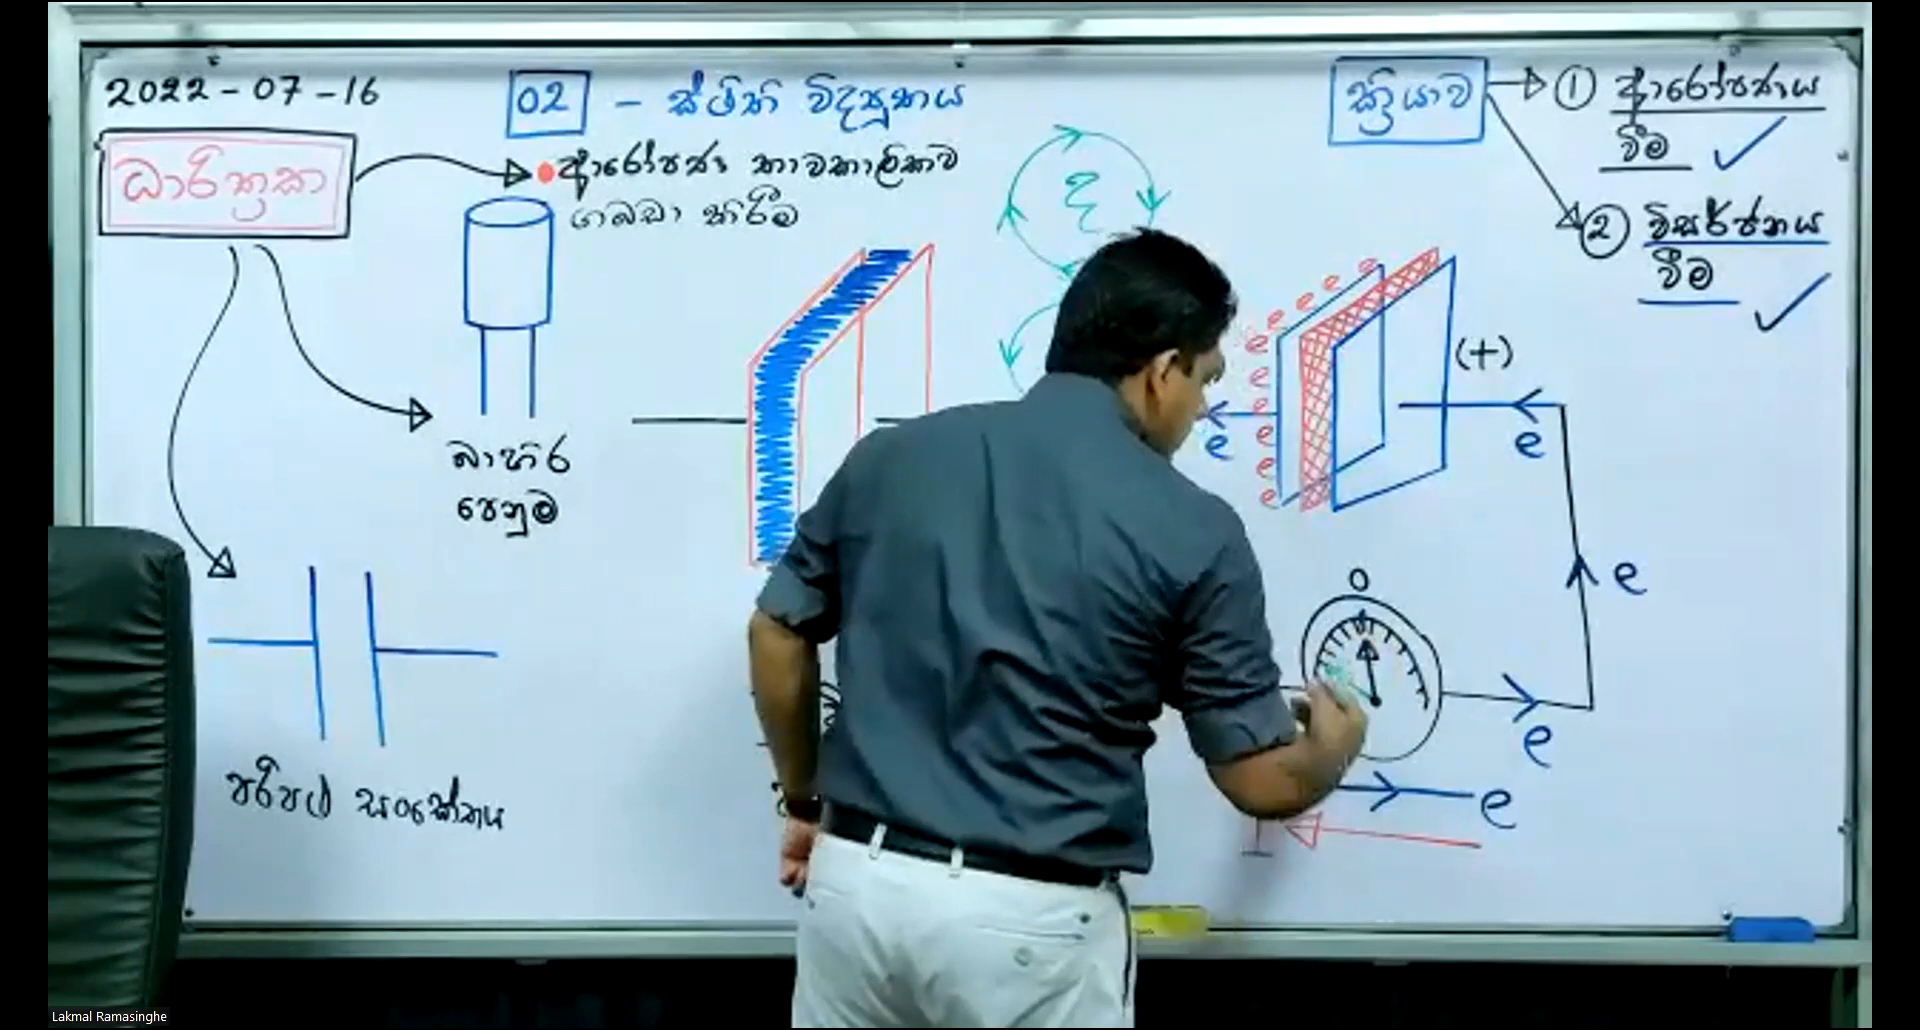 2022-07-16
02 - ස්ථිති විද්‍යුතය
ක්‍රියාව
1 ආරෝපණය
වීම
2 විසර්ජනය
වීම
ධාරිත්‍රක
ආරෝපණ තාවකාලිකව
ගබඩා කිරීම
ද
බාහිර
පෙනුම
පරිපථ සංකේතය
e e e e e e e e e e
(+)
e
e
e
e
0
e
I
Lakmal Ramasinghe